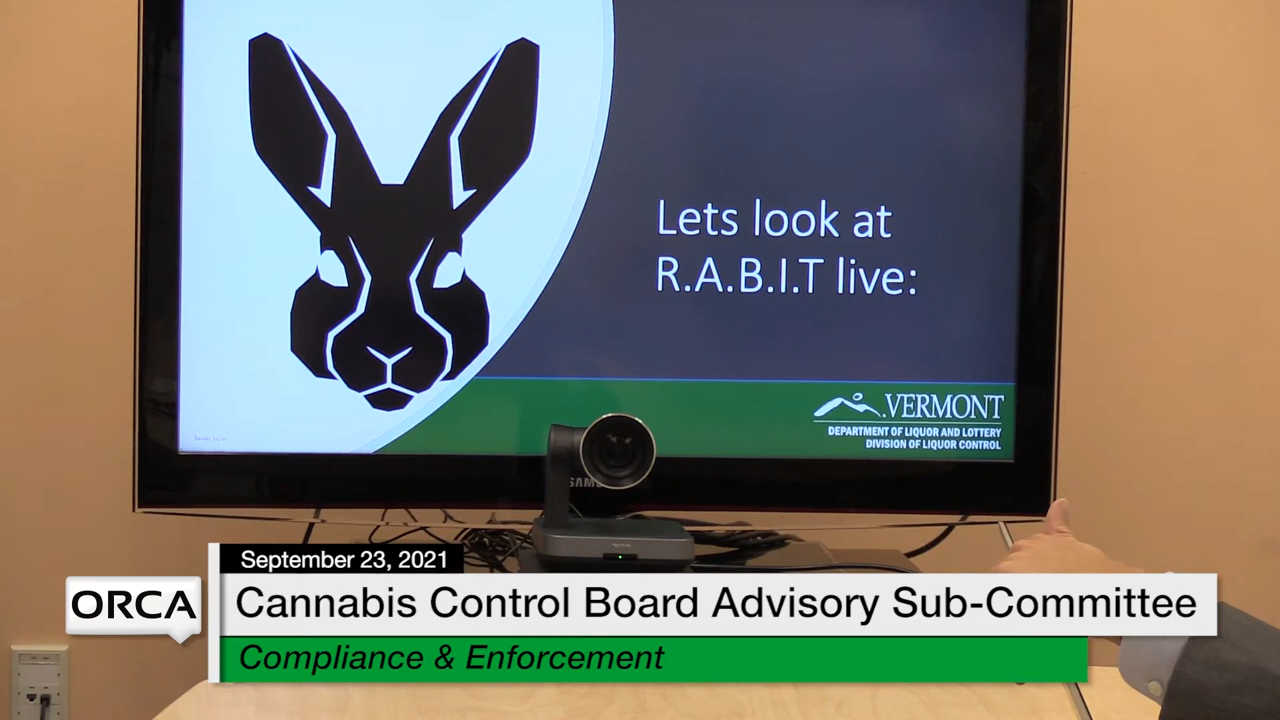 Lets look at
R.A.B.I.T live:
VERMONT
DEPARTMENT OF LIQUOR AND LOTTERY
DIVISION OF LIQUOR CONTROL
SAMS
September 23, 2021
ORCA
Cannabis Control Board Advisory Sub-Committee
Compliance & Enforcement